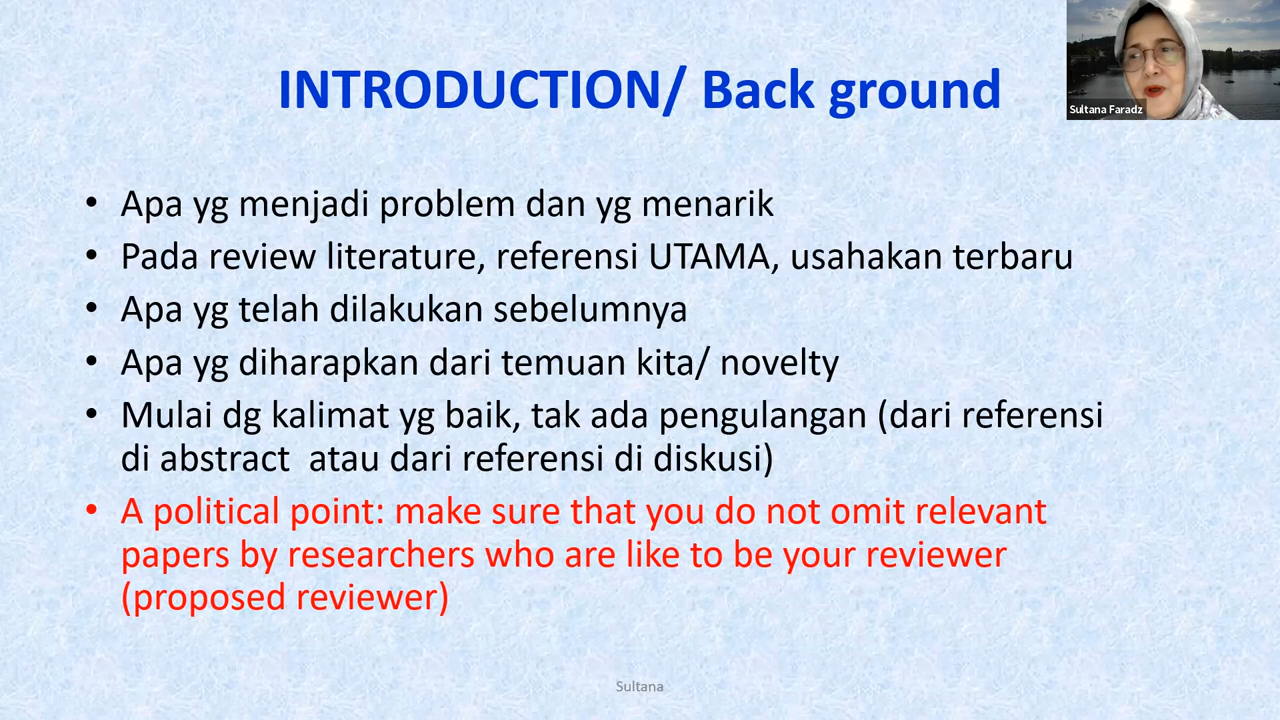 INTRODUCTION/ Back ground
Sultana Faradz
• Apa yg menjadi problem dan yg menarik
• Pada review literature, referensi UTAMA, usahakan terbaru
• Apa yg telah dilakukan sebelumnya
• Apa yg diharapkan dari temuan kita/ novelty
• Mulai dg kalimat yg baik, tak ada pengulangan (dari referensi
di abstract  atau dari referensi di diskusi)
• A political point: make sure that you do not omit relevant
papers by researchers who are like to be your reviewer
(proposed reviewer)
Sultana